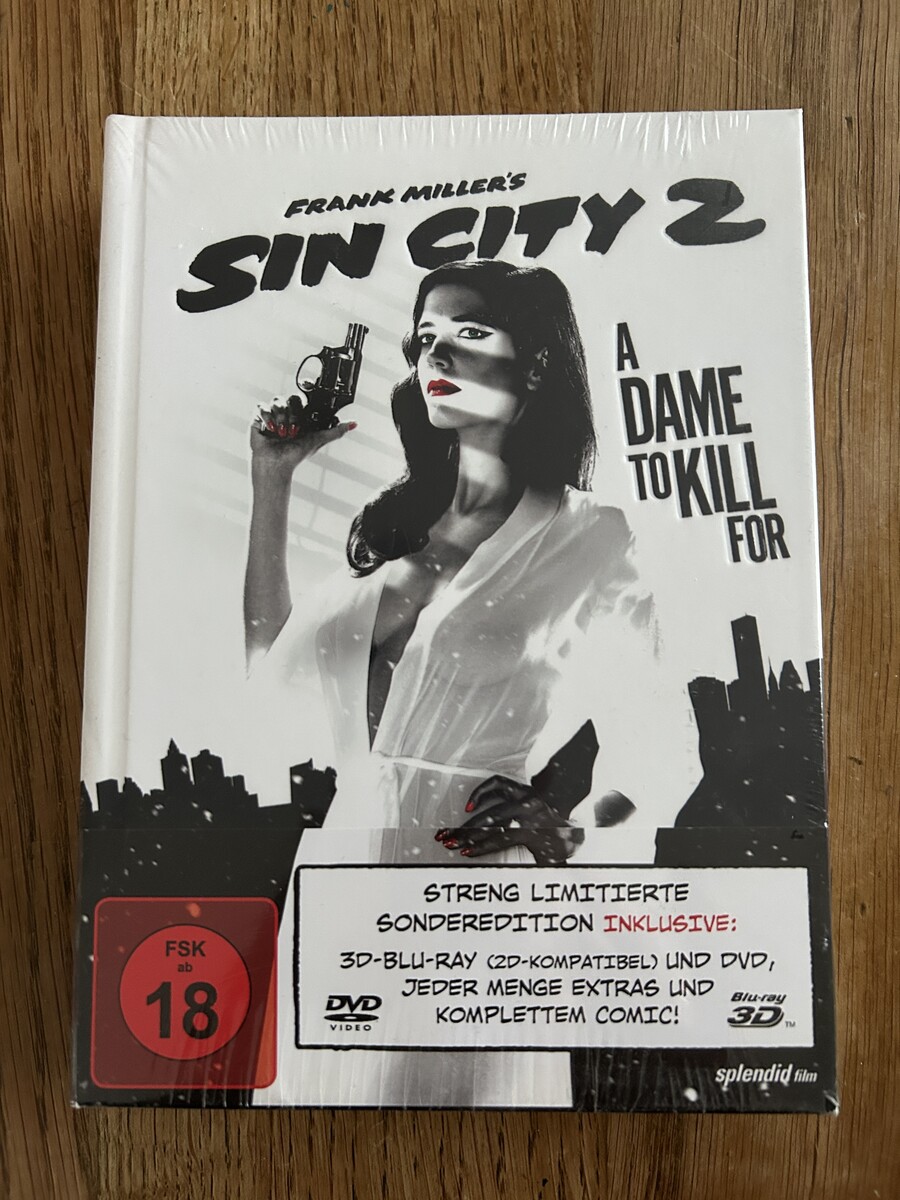 FRANK MILLER'S
SIN CITY 2
A
DAME
TO KILL
FOR
STRENG LIMITIERTE
SONDEREDITION INKLUSIVE:
3D-BLU-RAY (2D-KOMPATIBEL) UND DVD,
JEDER MENGE EXTRAS UND
KOMPLETTEM COMIC!
DVD
VIDEO
Blu-ray
3D™
FSK
ab
18
splendid film